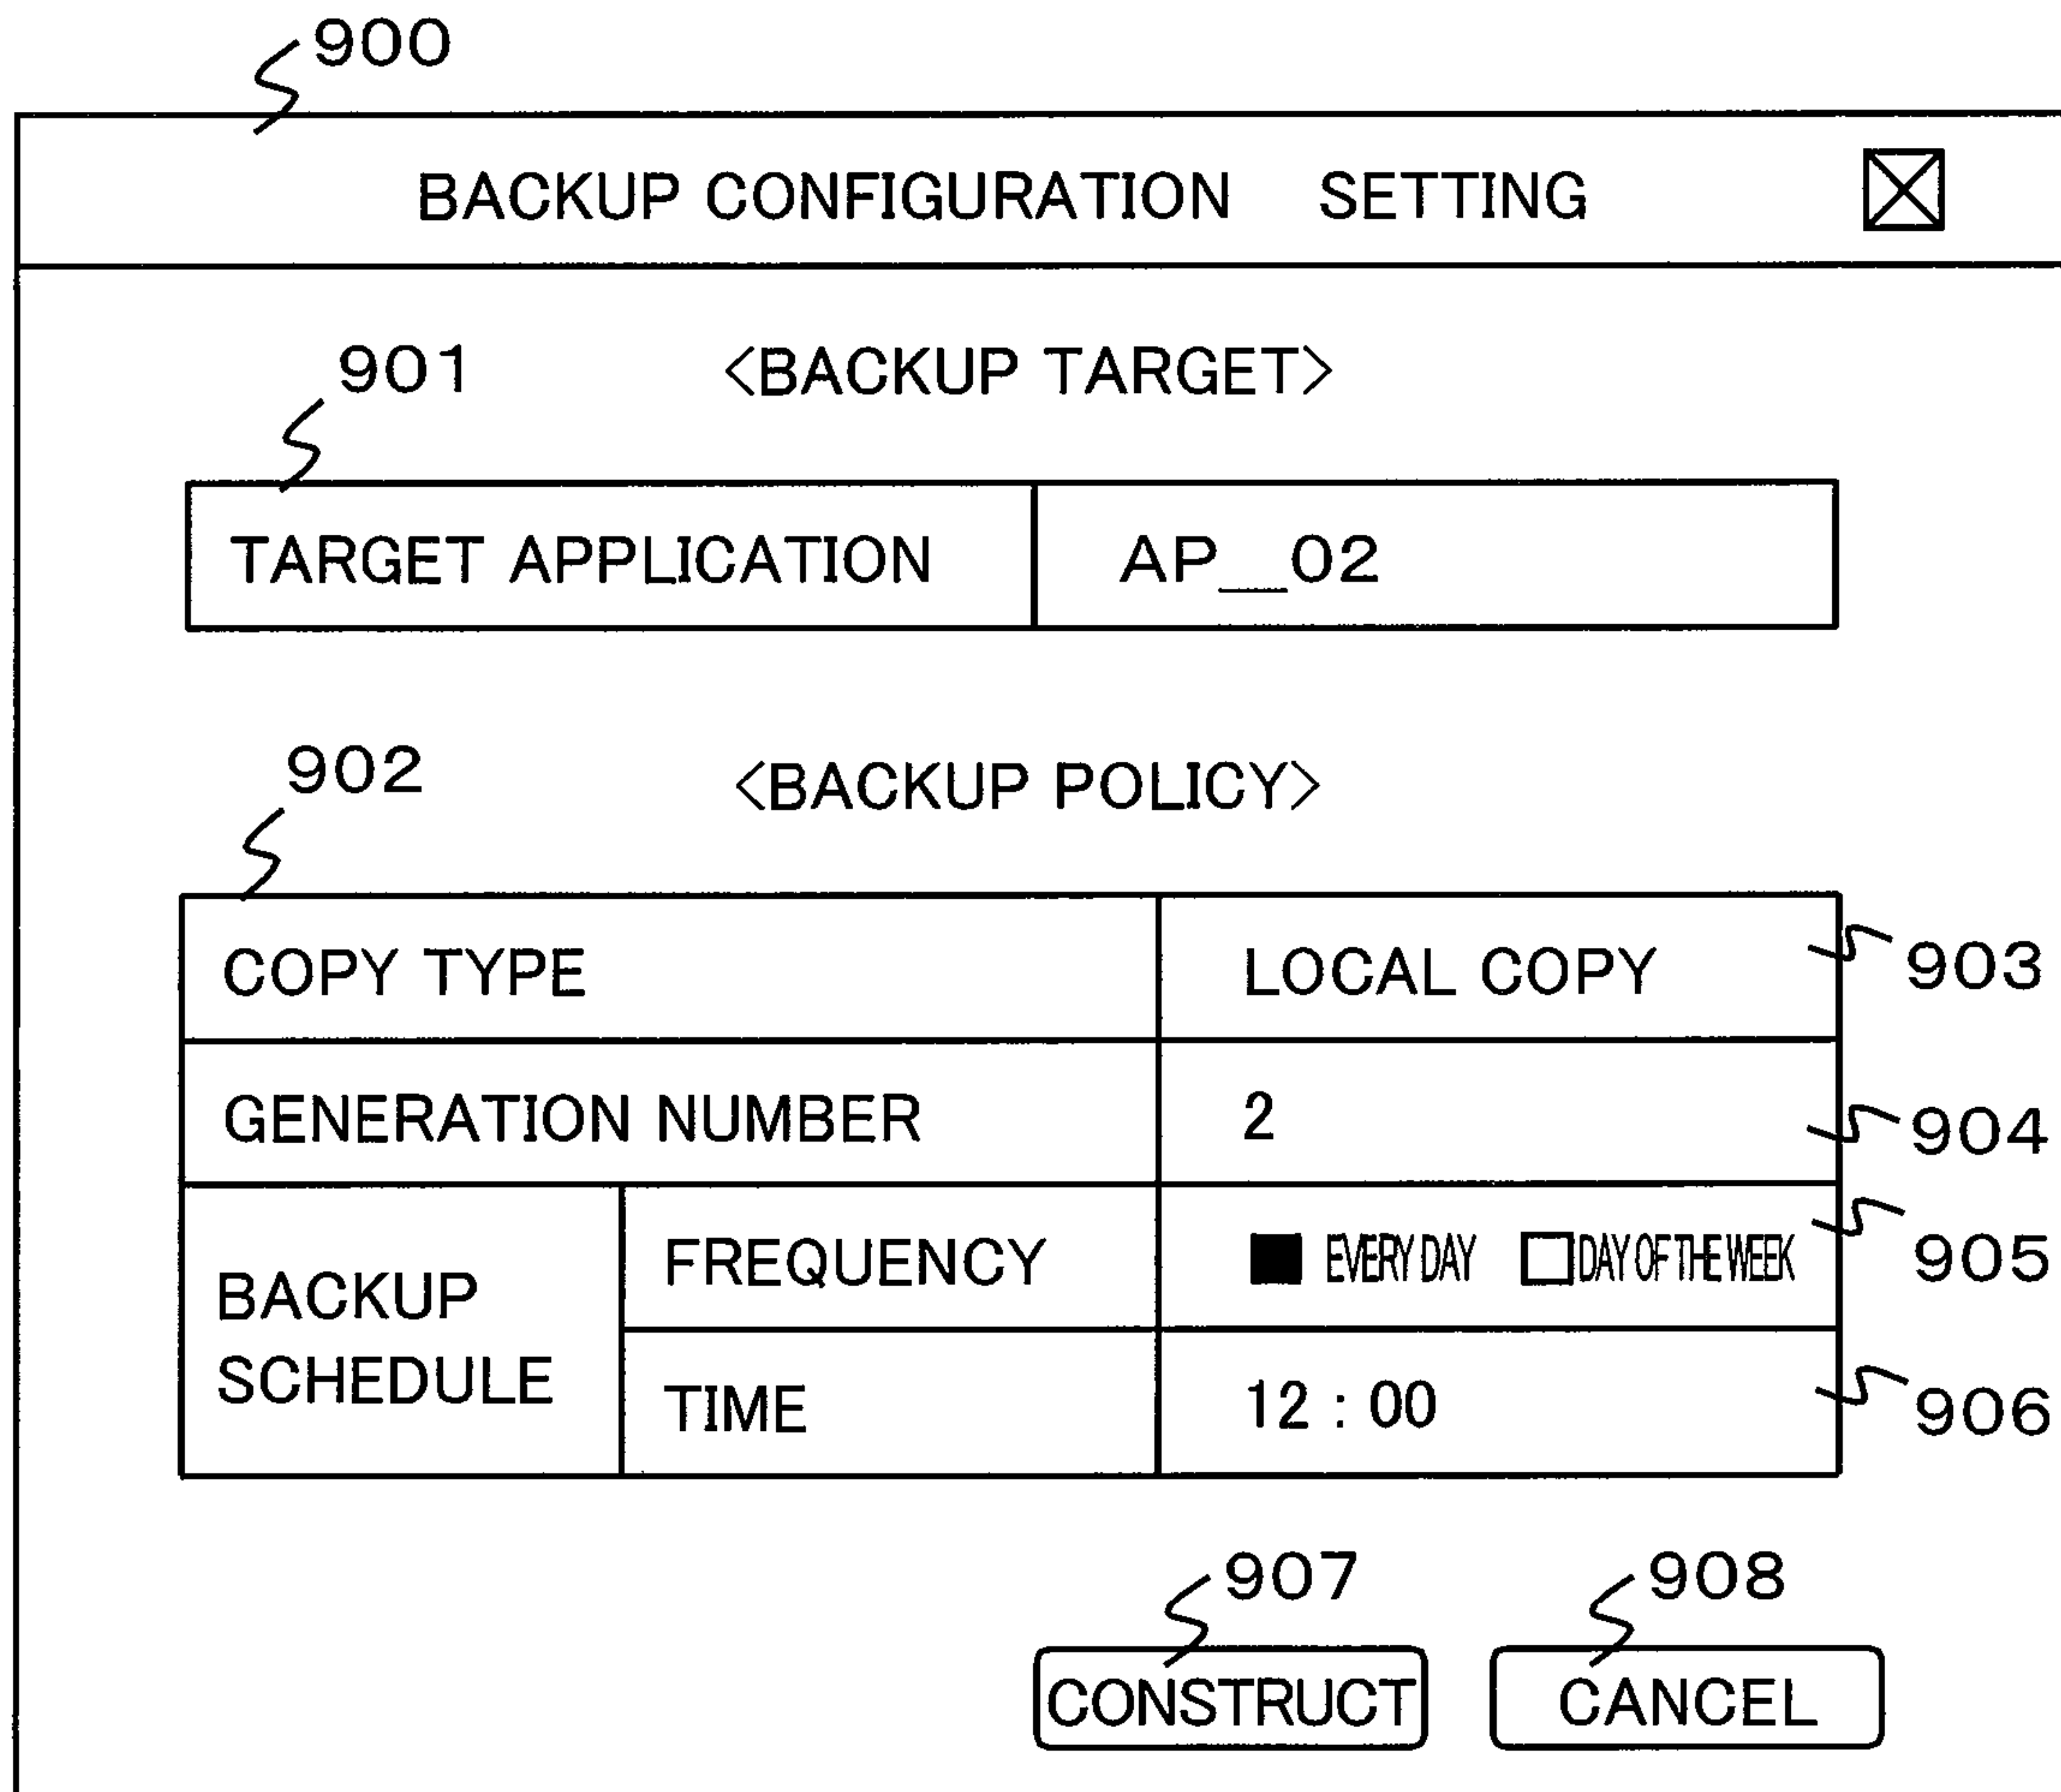 900
BACKUP CONFIGURATION SETTING
901
<BACKUP TARGET>
TARGET APPLICATION AP__02
902
<BACKUP POLICY>
COPY TYPE LOCAL COPY 903
GENERATION NUMBER 2 904
BACKUP SCHEDULE
FREQUENCY ■ EVERY DAY □ DAY OF THE WEEK 905
TIME 12 : 00 906
907 908
CONSTRUCT CANCEL